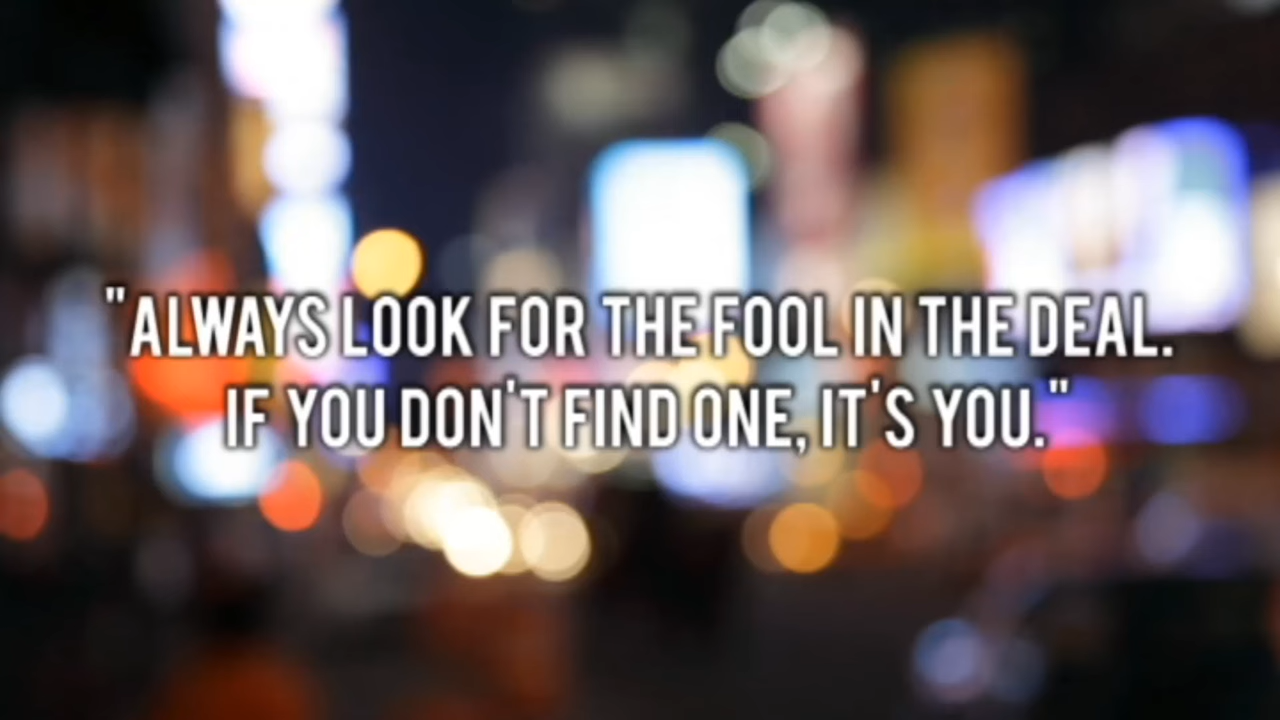 "ALWAYS LOOK FOR THE FOOL IN THE DEAL.
IF YOU DON'T FIND ONE, IT'S YOU."